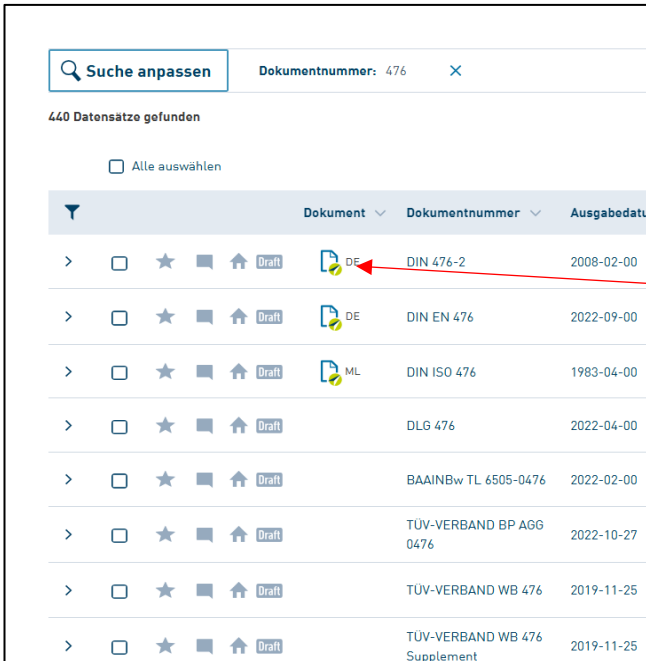 Suche anpassen Dokumentnummer: 476
440 Datensätze gefunden
Alle auswählen
Dokument Dokumentnummer
Draft DE DIN 476-2 2008-02-00
Draft DE DIN EN 476 2022-09-00
Draft ML DIN ISO 476 1983-04-00
Draft DLG 476 2022-04-00
Draft BAAINBw TL 6505-0476 2022-02-00
Draft TÜV-VERBAND BP AGG 2022-10-27
0476
Draft TÜV-VERBAND WB 476 2019-11-25
Draft TÜV-VERBAND WB 476 2019-11-25
Supplement